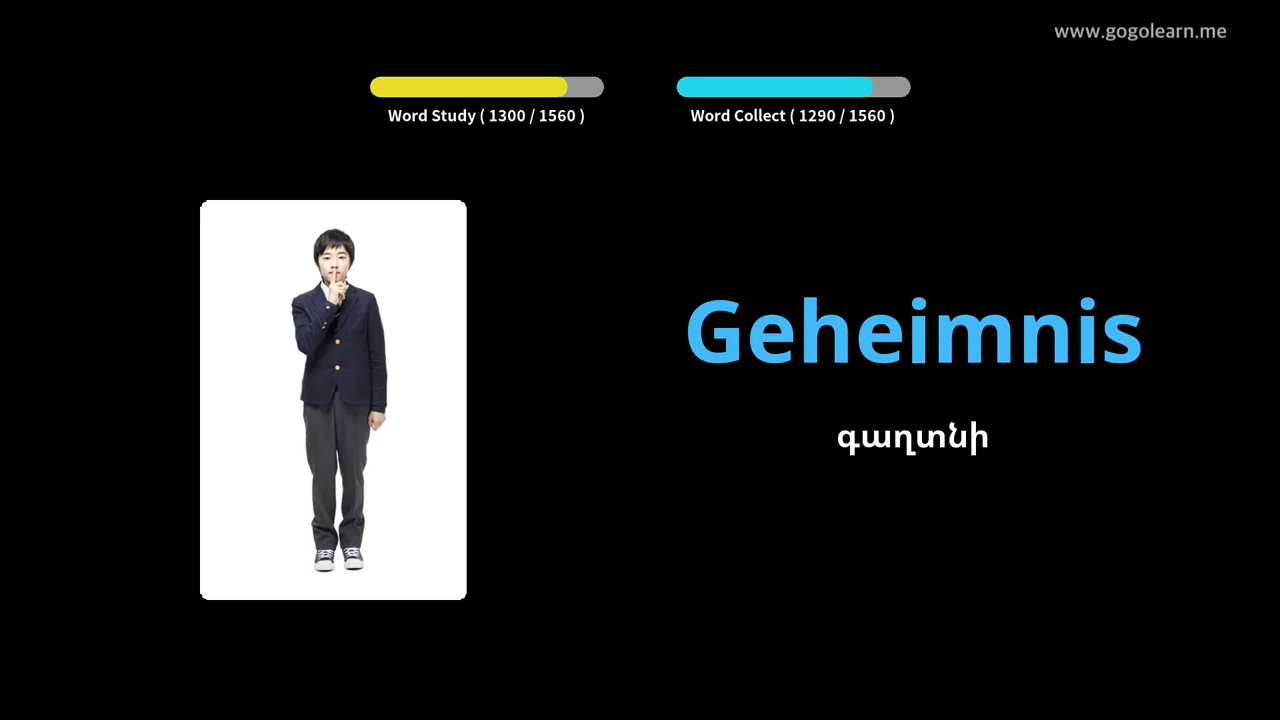 www.gogolearn.me
Word Study ( 1300 / 1560 )
Word Collect ( 1290 / 1560 )
Geheimnis
գաղտնի